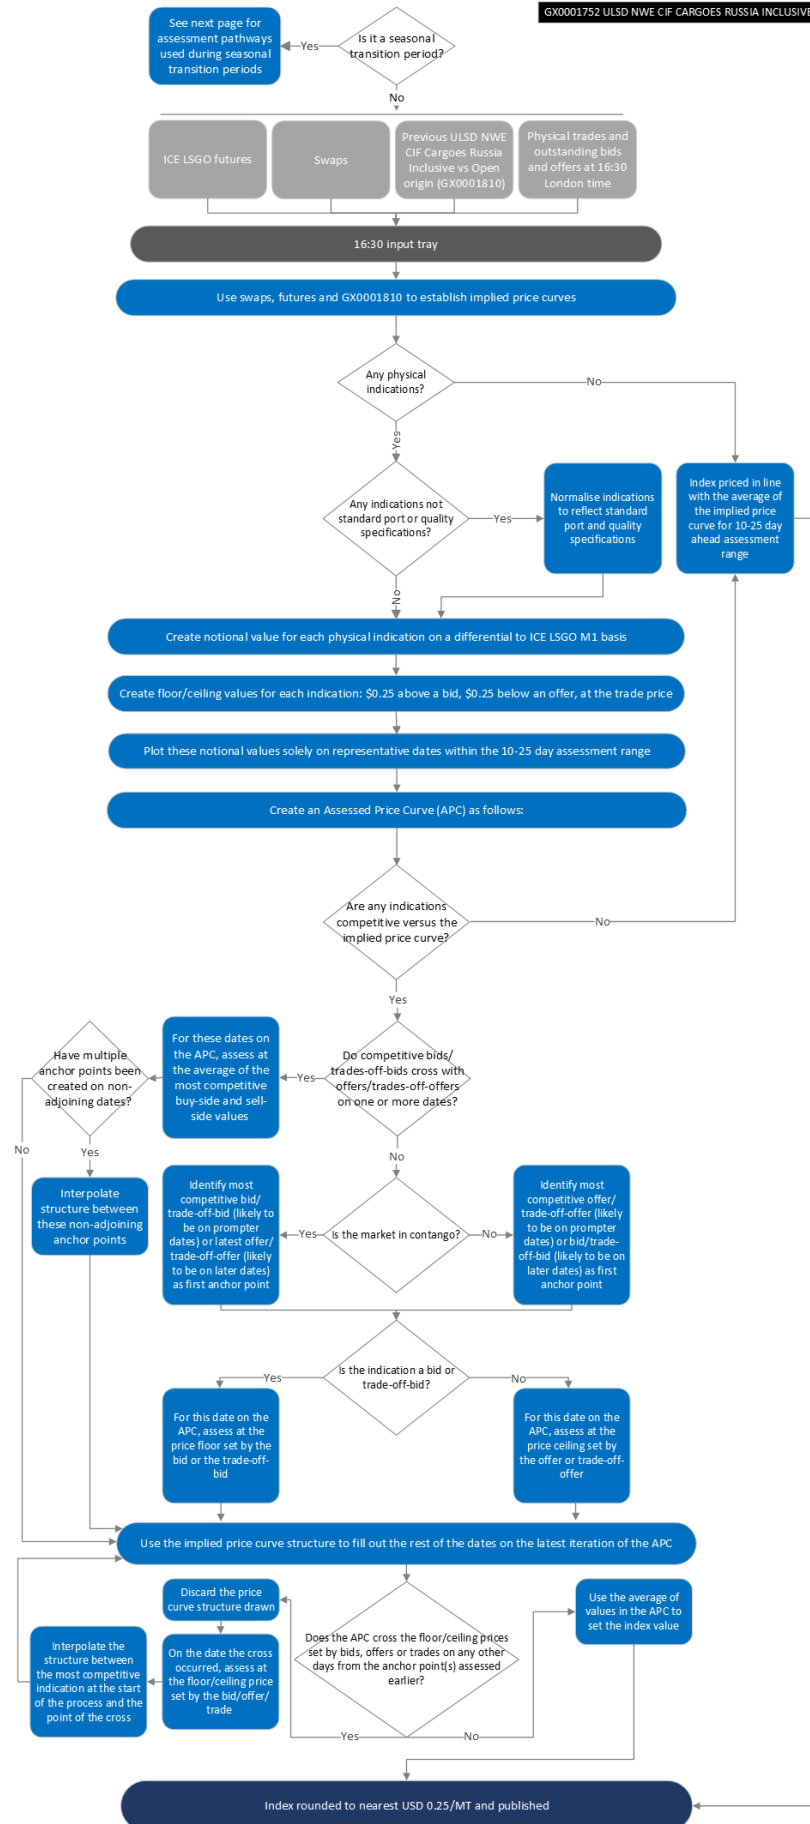 GX0001752 ULSD NWE CIF CARGOES RUSSIA INCLUSIVE
See next page for
assessment pathways
used during seasonal
transition periods
Yes
Is it a seasonal
transition period?
No
ICE LSGO futures
Swaps
Previous ULSD NWE
CIF Cargoes Russia
Inclusive vs Open
origin (GX0001810)
Physical trades and
outstanding bids
and offers at 16:30
London time
16:30 input tray
Use swaps, futures and GX0001810 to establish implied price curves
Any physical
indications?
No
Yes
Any indications not
standard port or quality
specifications?
Yes
Normalise indications
to reflect standard
port and quality
specifications
Index priced in line
with the average of
the implied price
curve for 10-25 day
ahead assessment
range
No
Create notional value for each physical indication on a differential to ICE LSGO M1 basis
Create floor/ceiling values for each indication: $0.25 above a bid, $0.25 below an offer, at the trade price
Plot these notional values solely on representative dates within the 10-25 day assessment range
Create an Assessed Price Curve (APC) as follows:
Are any indications
competitive versus the
implied price curve?
No
Yes
Have multiple
anchor points been
created on non-
adjoining dates?
For these dates on
the APC, assess at
the average of the
most competitive
buy-side and sell-
side values
Yes
Do competitive bids/
trades-off-bids cross with
offers/trades-off-offers
on one or more dates?
No
Yes
No
Interpolate
structure between
these non-adjoining
anchor points
Identify most
competitive bid/
trade-off-bid (likely to
be on prompter
dates) or latest offer/
trade-off-offer (likely
to be on later dates)
as first anchor point
Yes
Is the market in contango?
No
Identify most
competitive offer/
trade-off-offer (likely
to be on prompter
dates) or bid/trade-
off-bid (likely to be on
later dates) as first
anchor point
Is the indication a bid or
trade-off-bid?
Yes
No
For this date on the
APC, assess at the
price floor set by the
bid or the trade-off-
bid
For this date on the
APC, assess at the
price ceiling set by
the offer or trade-off-
offer
Use the implied price curve structure to fill out the rest of the dates on the latest iteration of the APC
Discard the price
curve structure drawn
Use the average of
values in the APC to
set the index value
Does the APC cross the floor/ceiling prices
set by bids, offers or trades on any other
days from the anchor point(s) assessed
earlier?
Interpolate the
structure between
the most competitive
indication at the start
of the process and the
point of the cross
On the date the cross
occurred, assess at
the floor/ceiling price
set by the bid/offer/
trade
Yes
No
Index rounded to nearest USD 0.25/MT and published